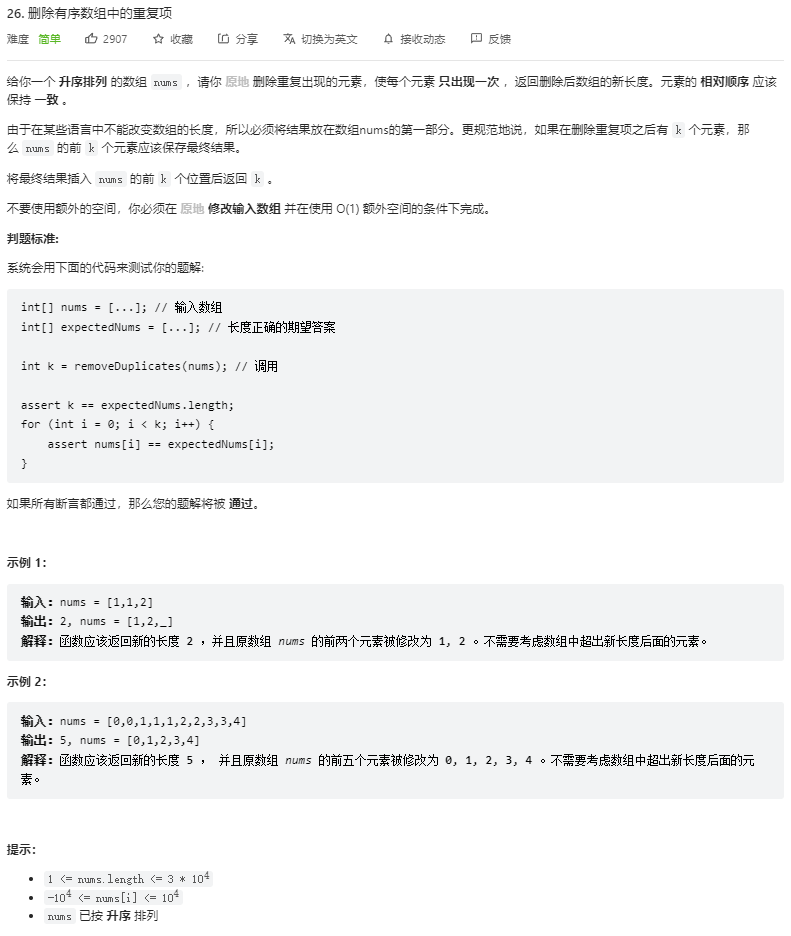 26. 删除有序数组中的重复项
难度 简单 2907 收藏 分享 切换为英文 接收动态 反馈
给你一个 升序排列 的数组 nums ，请你 原地 删除重复出现的元素，使每个元素 只出现一次 ，返回删除后数组的新长度。元素的 相对顺序 应该
保持 一致 。
由于在某些语言中不能改变数组的长度，所以必须将结果放在数组nums的第一部分。更规范地说，如果在删除重复项之后有 k 个元素，那
么 nums 的前 k 个元素应该保存最终结果。
将最终结果插入 nums 的前 k 个位置后返回 k 。
不要使用额外的空间，你必须在 原地 修改输入数组 并在使用 O(1) 额外空间的条件下完成。
判题标准:
系统会用下面的代码来测试你的题解:
int[] nums = [...]; // 输入数组
int[] expectedNums = [...]; // 长度正确的期望答案
int k = removeDuplicates(nums); // 调用
assert k == expectedNums.length;
for (int i = 0; i < k; i++) {
    assert nums[i] == expectedNums[i];
}
如果所有断言都通过，那么您的题解将被 通过。
示例 1：
输入：nums = [1,1,2]
输出：2, nums = [1,2,_]
解释：函数应该返回新的长度 2 ，并且原数组 nums 的前两个元素被修改为 1, 2 。不需要考虑数组中超出新长度后面的元素。
示例 2：
输入：nums = [0,0,1,1,1,2,2,3,3,4]
输出：5, nums = [0,1,2,3,4]
解释：函数应该返回新的长度 5 ， 并且原数组 nums 的前五个元素被修改为 0, 1, 2, 3, 4 。不需要考虑数组中超出新长度后面的元
素。
提示：
• 1 <= nums.length <= 3 * 10⁴
• -10⁴ <= nums[i] <= 10⁴
• nums 已按 升序 排列